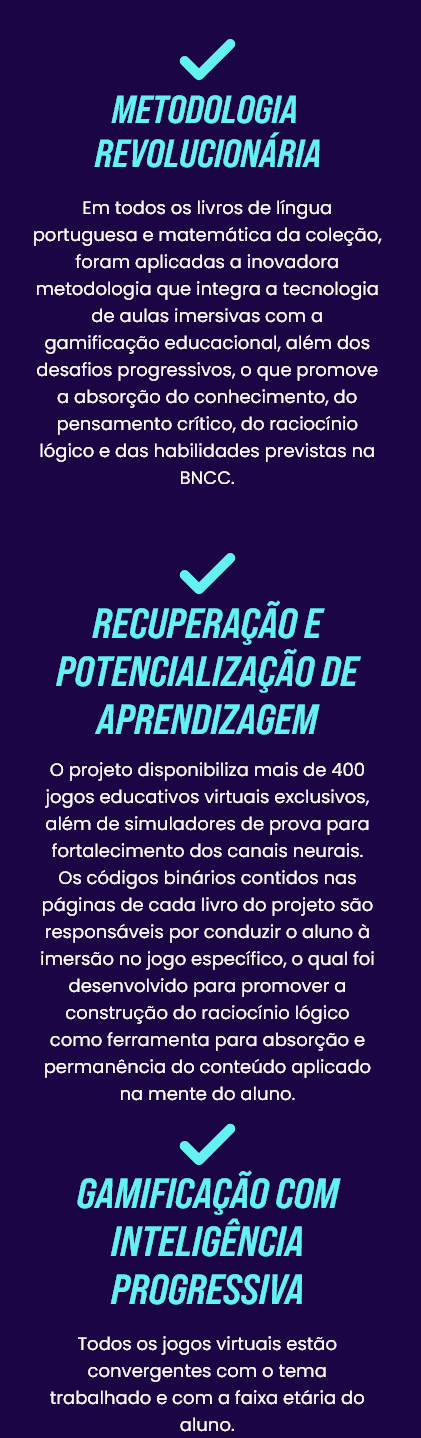 METODOLOGIA
REVOLUCIONÁRIA
Em todos os livros de língua
portuguesa e matemática da coleção,
foram aplicadas a inovadora
metodologia que integra a tecnologia
de aulas imersivas com a
gamificação educacional, além dos
desafios progressivos, o que promove
a absorção do conhecimento, do
pensamento crítico, do raciocínio
lógico e das habilidades previstas na
BNCC.
RECUPERAÇÃO E
POTENCIALIZAÇÃO DE
APRENDIZAGEM
O projeto disponibiliza mais de 400
jogos educativos virtuais exclusivos,
além de simuladores de prova para
fortalecimento dos canais neurais.
Os códigos binários contidos nas
páginas de cada livro do projeto são
responsáveis por conduzir o aluno à
imersão no jogo específico, o qual foi
desenvolvido para promover a
construção do raciocínio lógico
como ferramenta para absorção e
permanência do conteúdo aplicado
na mente do aluno.
GAMIFICAÇÃO COM
INTELIGÊNCIA
PROGRESSIVA
Todos os jogos virtuais estão
convergentes com o tema
trabalhado e com a faixa etária do
aluno.